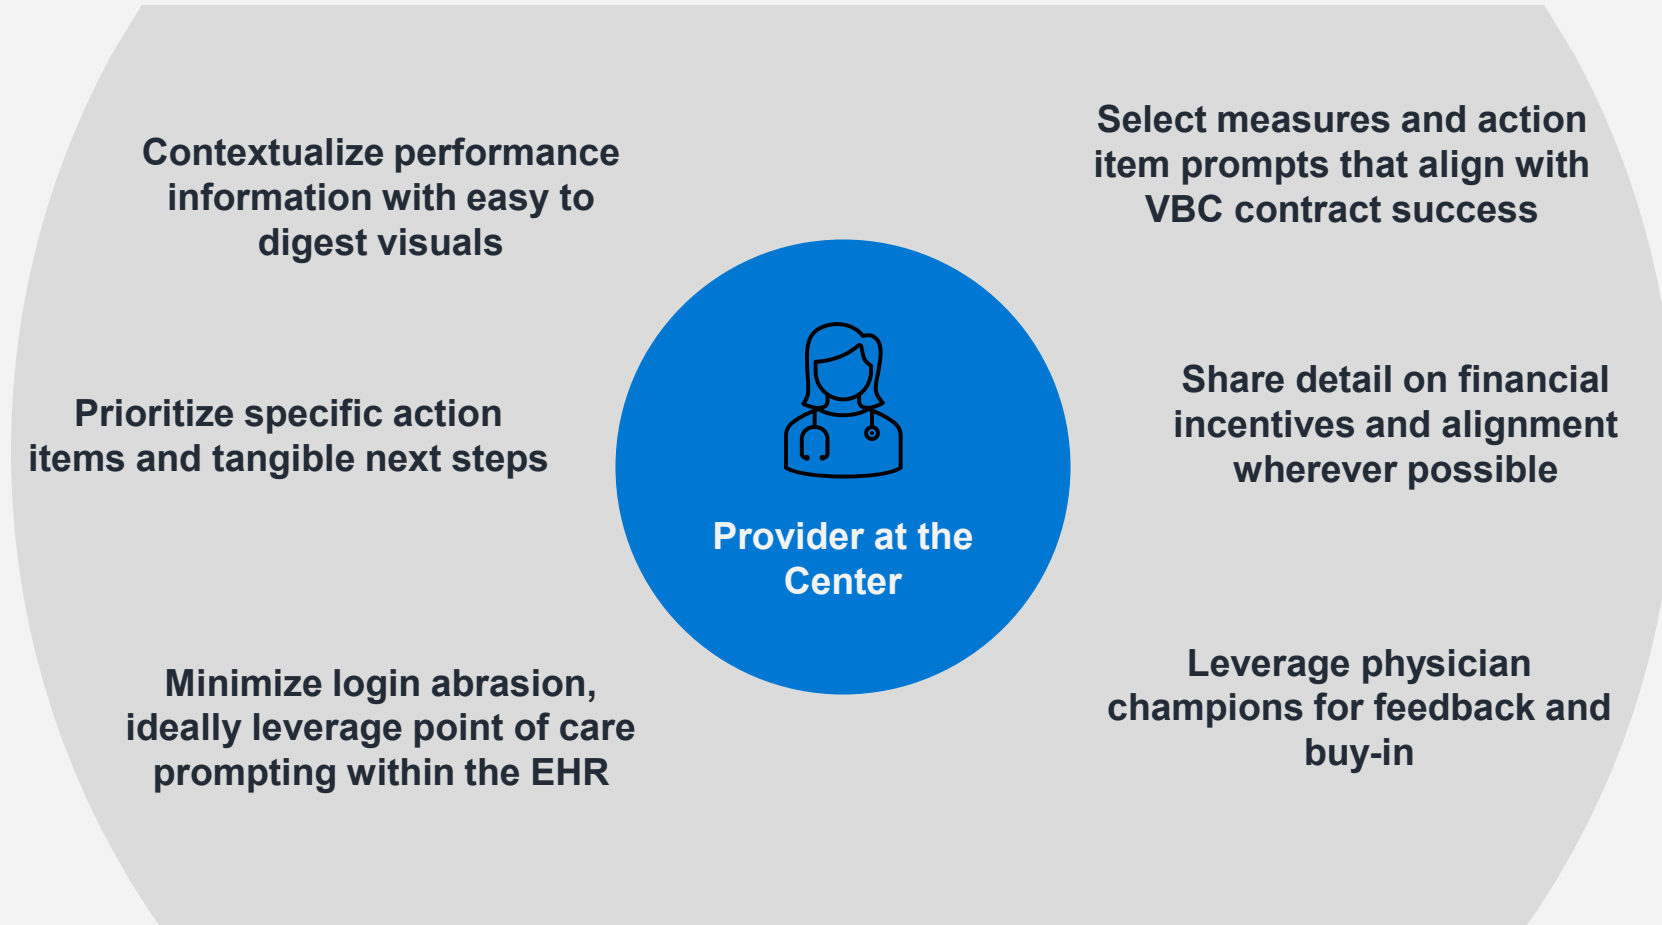 Contextualize performance
information with easy to
digest visuals
Prioritize specific action
items and tangible next steps
Minimize login abrasion,
ideally leverage point of care
prompting within the EHR
Provider at the
Center
Select measures and action
item prompts that align with
VBC contract success
Share detail on financial
incentives and alignment
wherever possible
Leverage physician
champions for feedback and
buy-in